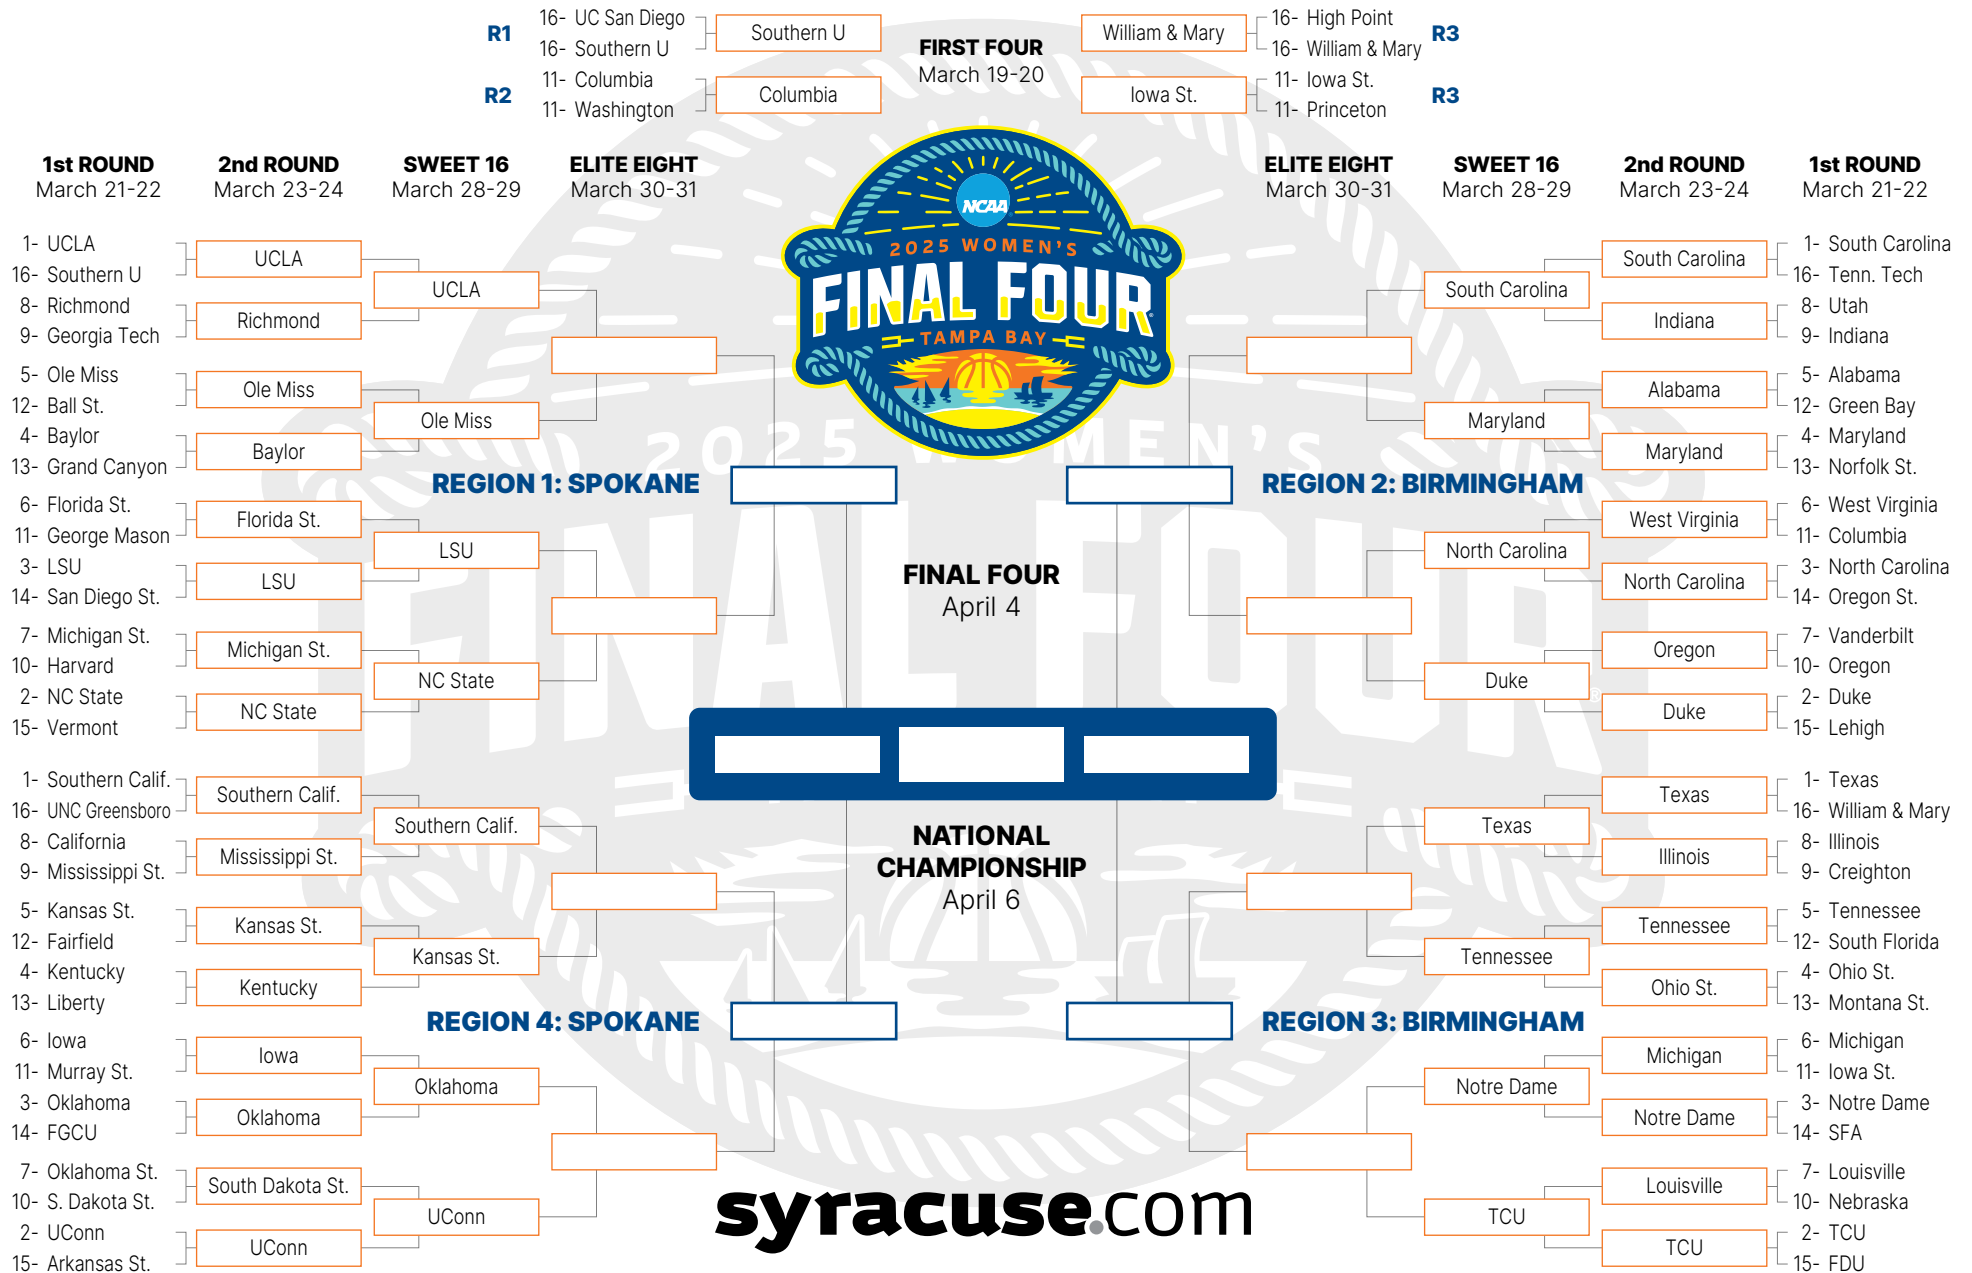 R1
16- UC San Diego
16- Southern U
Southern U
R2
11- Columbia
11- Washington
Columbia
FIRST FOUR
March 19-20
William & Mary
16- High Point
16- William & Mary
R3
Iowa St.
11- Iowa St.
11- Princeton
R3
1st ROUND
March 21-22
2nd ROUND
March 23-24
SWEET 16
March 28-29
ELITE EIGHT
March 30-31
ELITE EIGHT
March 30-31
SWEET 16
March 28-29
2nd ROUND
March 23-24
1st ROUND
March 21-22
NCAA
2025 WOMEN'S
FINAL FOUR
TAMPA BAY
1- UCLA
16- Southern U
8- Richmond
9- Georgia Tech
5- Ole Miss
12- Ball St.
4- Baylor
13- Grand Canyon
6- Florida St.
11- George Mason
3- LSU
14- San Diego St.
7- Michigan St.
10- Harvard
2- NC State
15- Vermont
UCLA
Richmond
Ole Miss
Baylor
Florida St.
LSU
Michigan St.
NC State
UCLA
Ole Miss
LSU
NC State
REGION 1: SPOKANE
1- Southern Calif.
16- UNC Greensboro
8- California
9- Mississippi St.
5- Kansas St.
12- Fairfield
4- Kentucky
13- Liberty
6- Iowa
11- Murray St.
3- Oklahoma
14- FGCU
7- Oklahoma St.
10- S. Dakota St.
2- UConn
15- Arkansas St.
Southern Calif.
Mississippi St.
Kansas St.
Kentucky
Iowa
Oklahoma
South Dakota St.
UConn
Southern Calif.
Kansas St.
Oklahoma
UConn
REGION 4: SPOKANE
2025 WOMEN'S
FINAL FOUR
FINAL FOUR
April 4
NATIONAL
CHAMPIONSHIP
April 6
South Carolina
Maryland
North Carolina
Duke
South Carolina
Indiana
Alabama
Maryland
West Virginia
North Carolina
Oregon
Duke
1- South Carolina
16- Tenn. Tech
8- Utah
9- Indiana
5- Alabama
12- Green Bay
4- Maryland
13- Norfolk St.
6- West Virginia
11- Columbia
3- North Carolina
14- Oregon St.
7- Vanderbilt
10- Oregon
2- Duke
15- Lehigh
REGION 2: BIRMINGHAM
Texas
Tennessee
Notre Dame
TCU
Texas
Illinois
Tennessee
Ohio St.
Michigan
Notre Dame
Louisville
TCU
1- Texas
16- William & Mary
8- Illinois
9- Creighton
5- Tennessee
12- South Florida
4- Ohio St.
13- Montana St.
6- Michigan
11- Iowa St.
3- Notre Dame
14- SFA
7- Louisville
10- Nebraska
2- TCU
15- FDU
REGION 3: BIRMINGHAM
syracuse.com